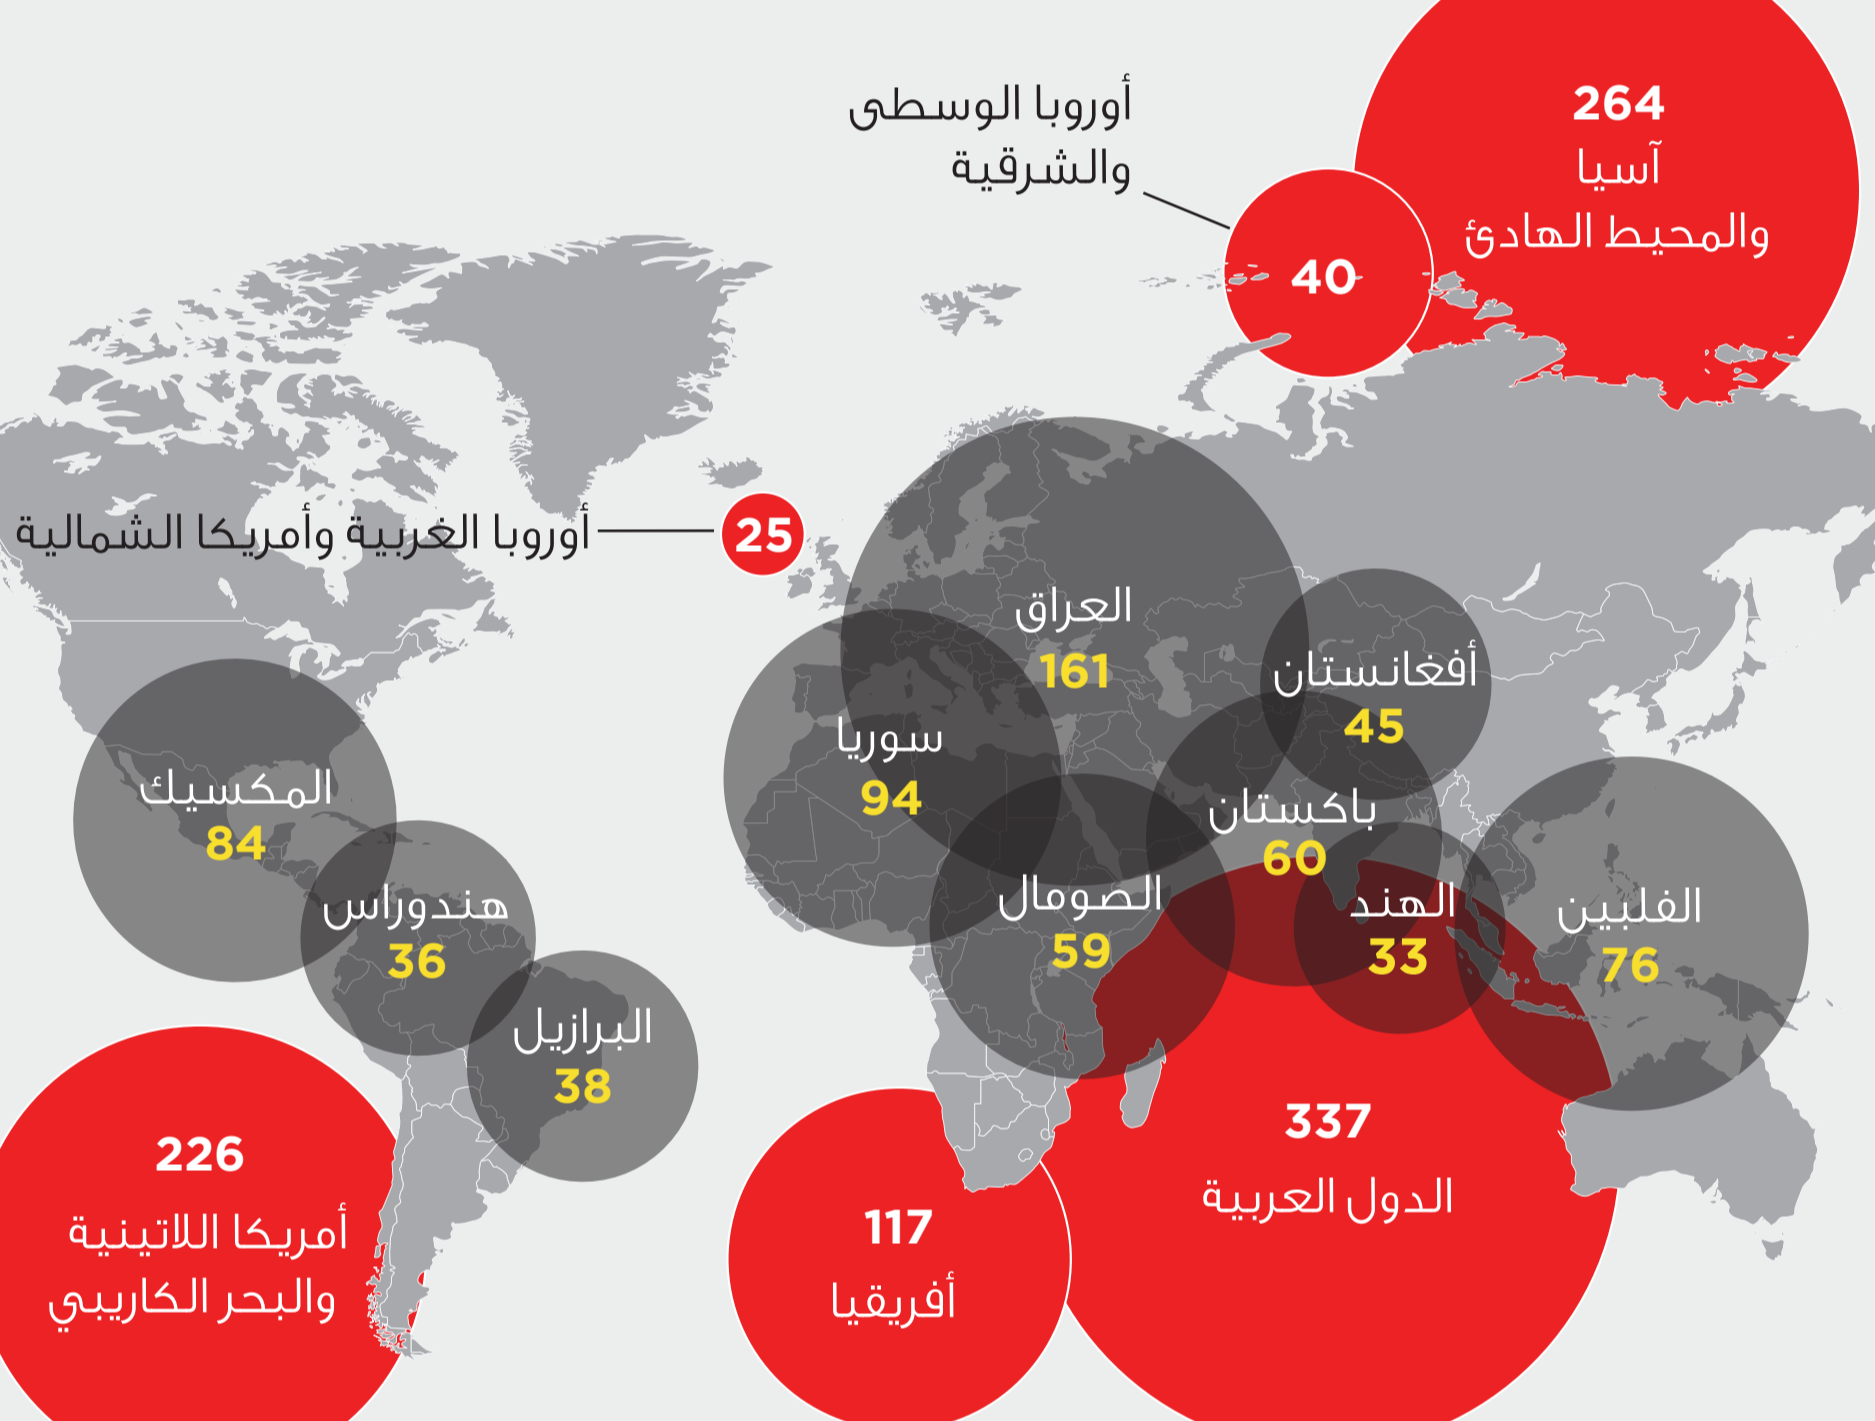 264
آسيا
والمحيط الهادئ
أوروبا الوسطى
والشرقية
40
أوروبا الغربية وأمريكا الشمالية
25
العراق
161
أفغانستان
45
سوريا
94
باكستان
60
المكسيك
84
الصومال
59
الهند
33
الفلبين
76
هندوراس
36
البرازيل
38
337
الدول العربية
226
أمريكا اللاتينية
والبحر الكاريبي
117
أفريقيا